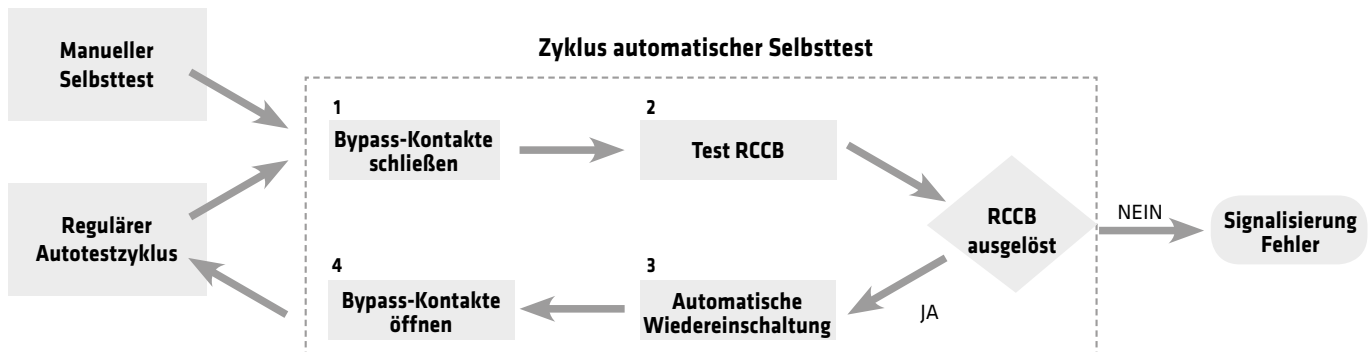 Manueller
Selbsttest
Zyklus automatischer Selbsttest
1
Bypass-Kontakte
schließen
2
Test RCCB
RCCB
ausgelöst
NEIN
Signalisierung
Fehler
Regulärer
Autotestzyklus
4
Bypass-Kontakte
öffnen
3
Automatische
Wiedereinschaltung
JA